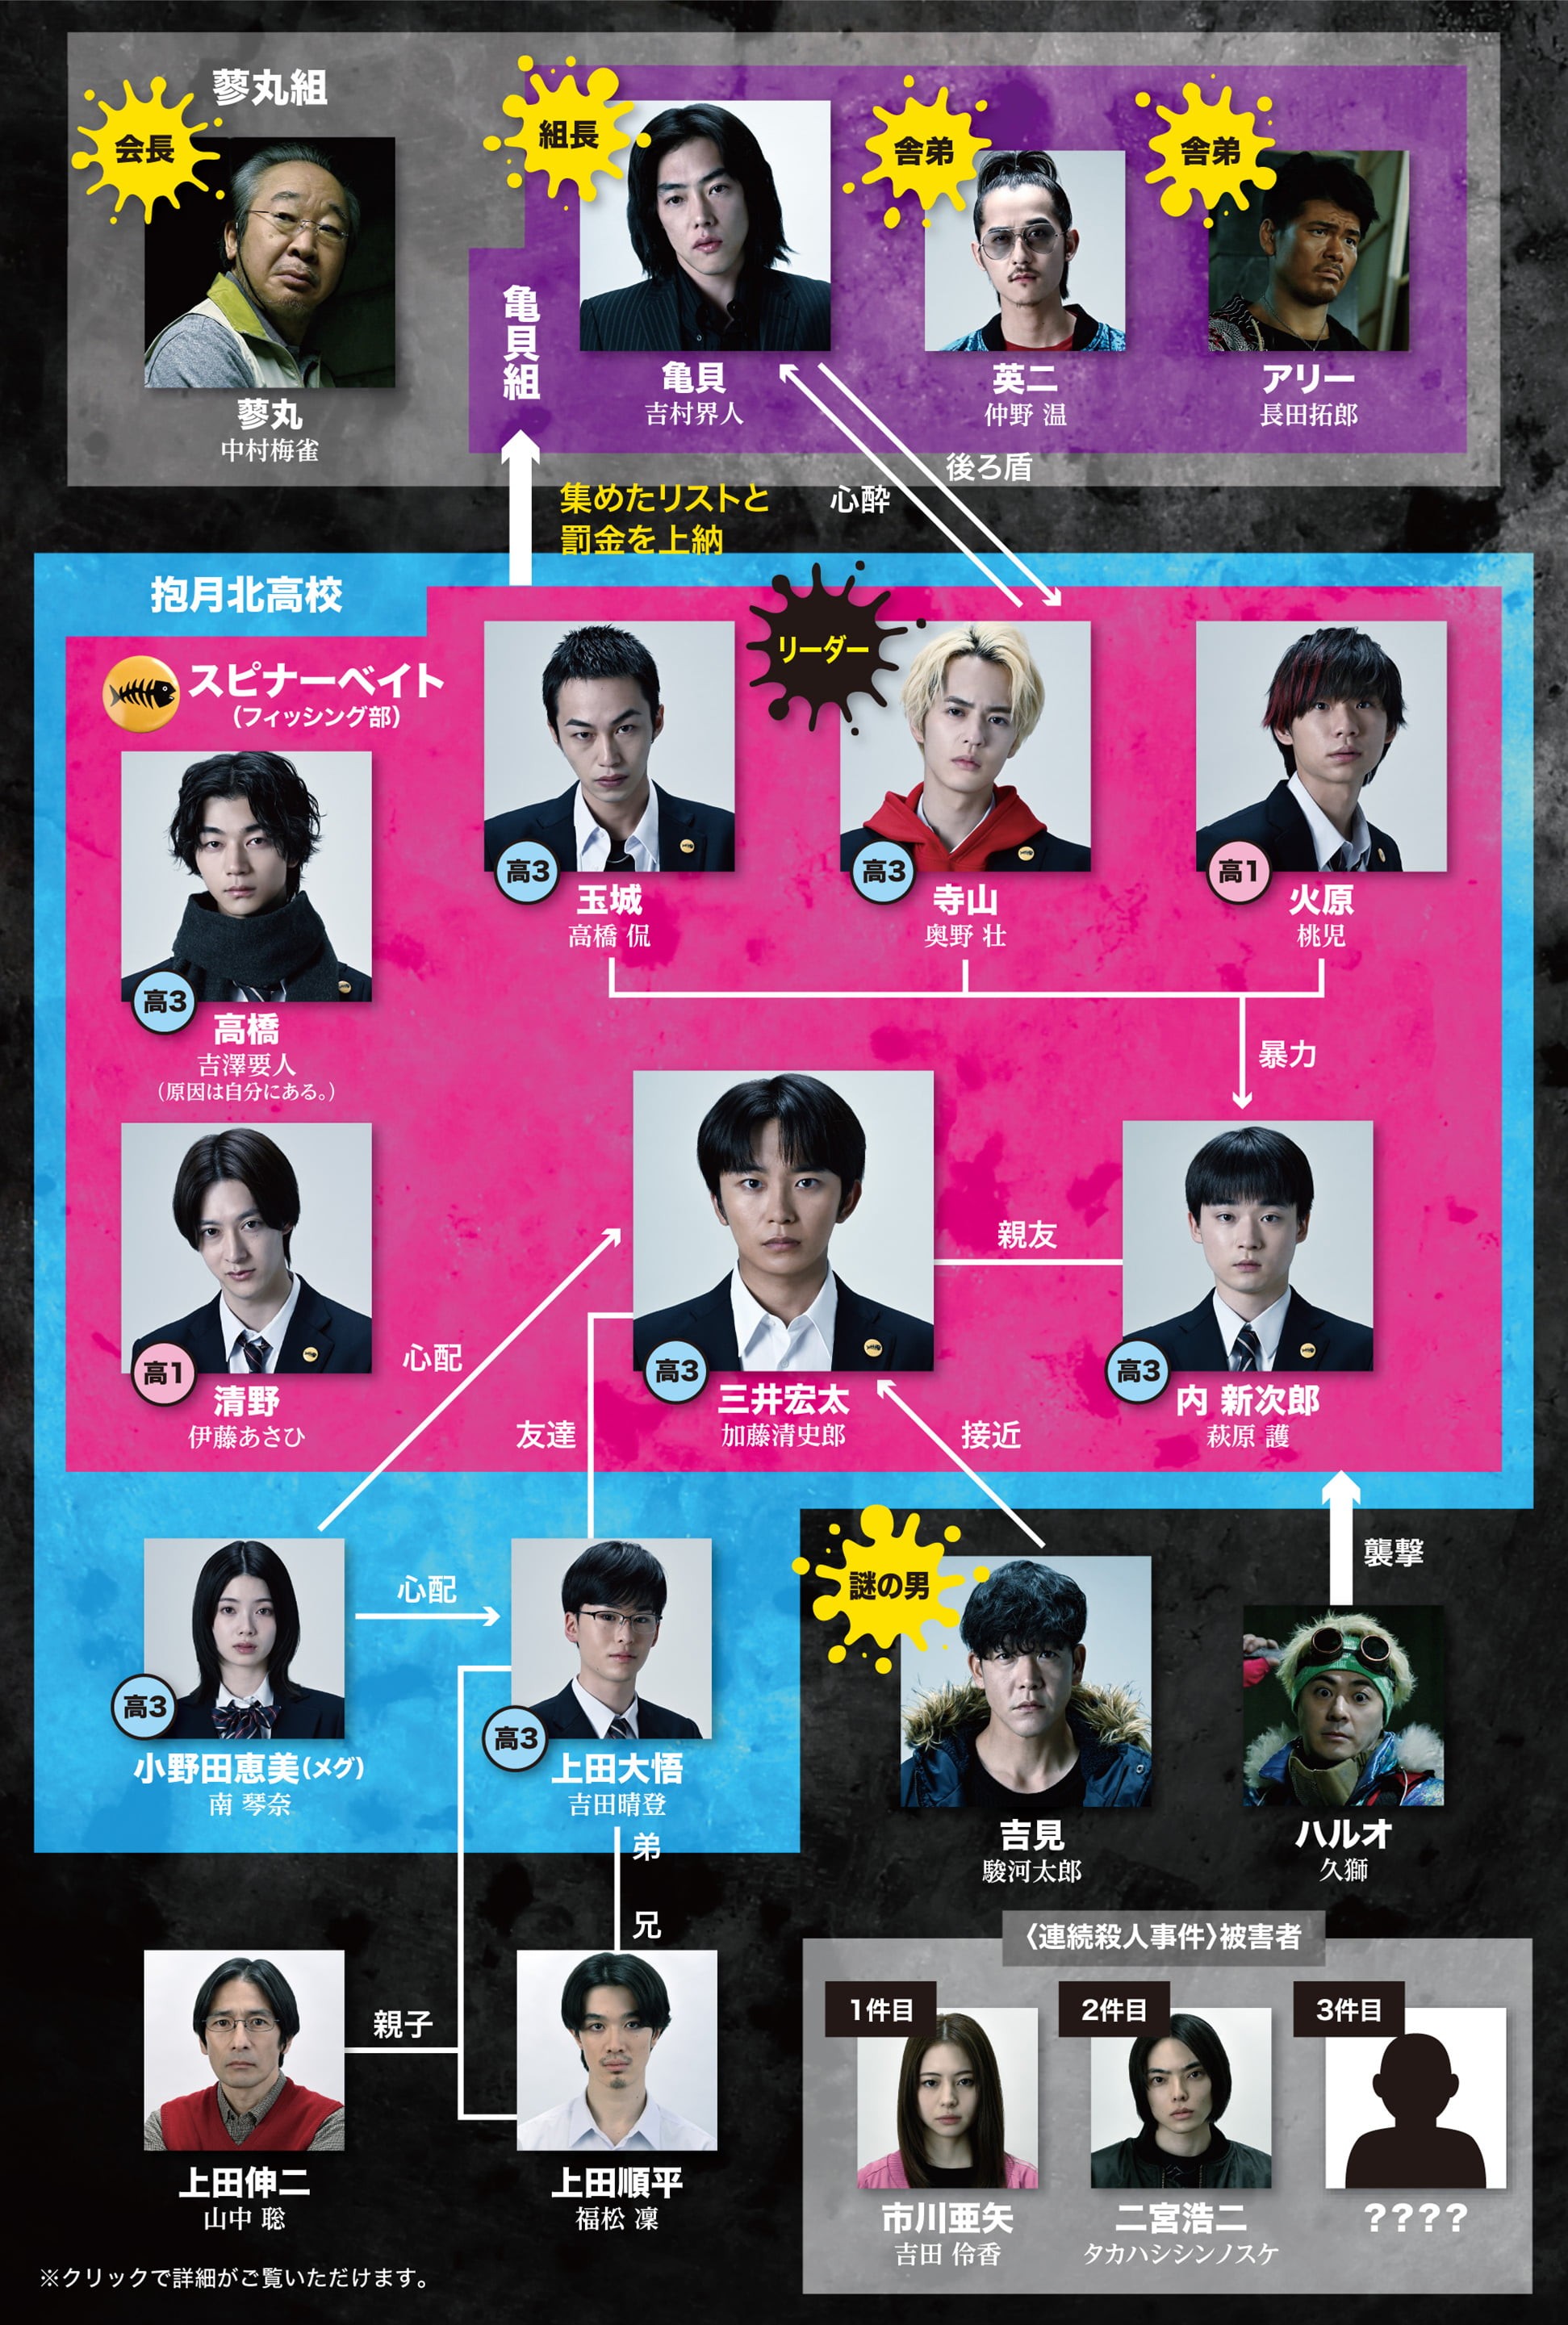 蓼丸組
会長
蓼丸
中村梅雀
亀貝組
組長
亀貝
吉村界人
舎弟
英二
仲野 温
舎弟
アリー
長田拓郎
心酔
後ろ盾
集めたリストと
罰金を上納
抱月北高校
スピナーベイト
(フィッシング部)
高3
高橋
吉澤要人
(原因は自分にある。)
高3
玉城
高橋 侃
リーダー
高3
寺山
奥野 壮
高1
火原
桃児
暴力
高1
清野
伊藤あさひ
高3
三井宏太
加藤清史郎
親友
高3
内 新次郎
萩原 護
心配
友達
接近
高3
小野田恵美(メグ)
南 琴奈
心配
高3
上田大悟
吉田晴登
謎の男
吉見
駿河太郎
襲撃
ハルオ
久獅
弟
兄
親子
上田伸二
山中 聡
上田順平
福松 凜
〈連続殺人事件〉被害者
1件目
市川亜矢
吉田 伶香
2件目
二宮浩二
タカハシシンノスケ
3件目
????
※クリックで詳細がご覧いただけます。